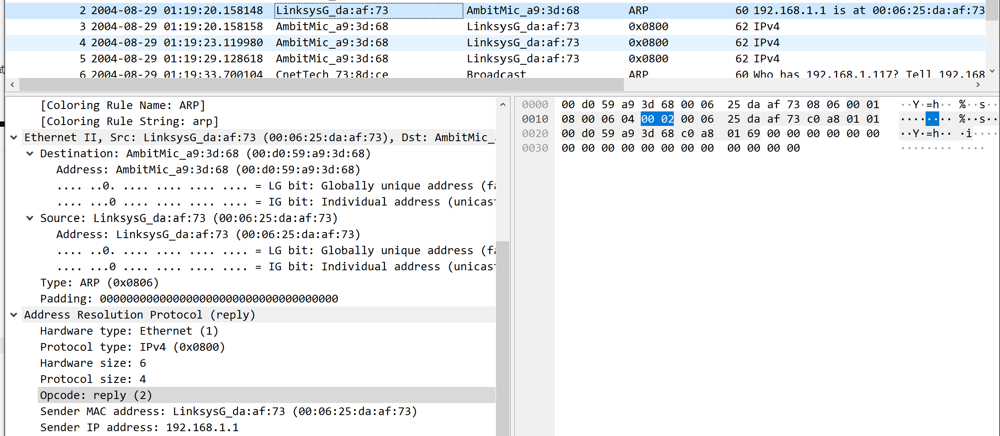 2 2004-08-29 01:19:20.158148 LinksysG_da:af:73 AmbitMic_a9:3d:68 ARP 60 192.168.1.1 is at 00:06:25:da:af:73
3 2004-08-29 01:19:20.158158 AmbitMic_a9:3d:68 LinksysG_da:af:73 0x0800 62 IPv4
4 2004-08-29 01:19:23.119980 AmbitMic_a9:3d:68 LinksysG_da:af:73 0x0800 62 IPv4
5 2004-08-29 01:19:29.128618 AmbitMic_a9:3d:68 LinksysG_da:af:73 0x0800 62 IPv4
6 2004-08-29 01:19:33.700104 CnetTech_73:8d:ce Broadcast ARP 60 Who has 192.168.1.117? Tell 192.168
[Coloring Rule Name: ARP]
[Coloring Rule String: arp]
Ethernet II, Src: LinksysG_da:af:73 (00:06:25:da:af:73), Dst: AmbitMic_
Destination: AmbitMic_a9:3d:68 (00:d0:59:a9:3d:68)
Address: AmbitMic_a9:3d:68 (00:d0:59:a9:3d:68)
.... ..0. .... .... .... .... = LG bit: Globally unique address (fa
.... ...0 .... .... .... .... = IG bit: Individual address (unicast
Source: LinksysG_da:af:73 (00:06:25:da:af:73)
Address: LinksysG_da:af:73 (00:06:25:da:af:73)
.... ..0. .... .... .... .... = LG bit: Globally unique address (fa
.... ...0 .... .... .... .... = IG bit: Individual address (unicast
Type: ARP (0x0806)
Padding: 000000000000000000000000000000000000
Address Resolution Protocol (reply)
Hardware type: Ethernet (1)
Protocol type: IPv4 (0x0800)
Hardware size: 6
Protocol size: 4
Opcode: reply (2)
Sender MAC address: LinksysG_da:af:73 (00:06:25:da:af:73)
Sender IP address: 192.168.1.1
0000 00 d0 59 a9 3d 68 00 06 25 da af 73 08 06 00 01 ··Y·=h·· %··s····
0010 08 00 06 04 00 02 00 06 25 da af 73 c0 a8 01 01 ········ %··s····
0020 00 d0 59 a9 3d 68 c0 a8 01 69 00 00 00 00 00 00 ··Y·=h·· ·i······
0030 00 00 00 00 00 00 00 00 00 00 00 00 ········ ····